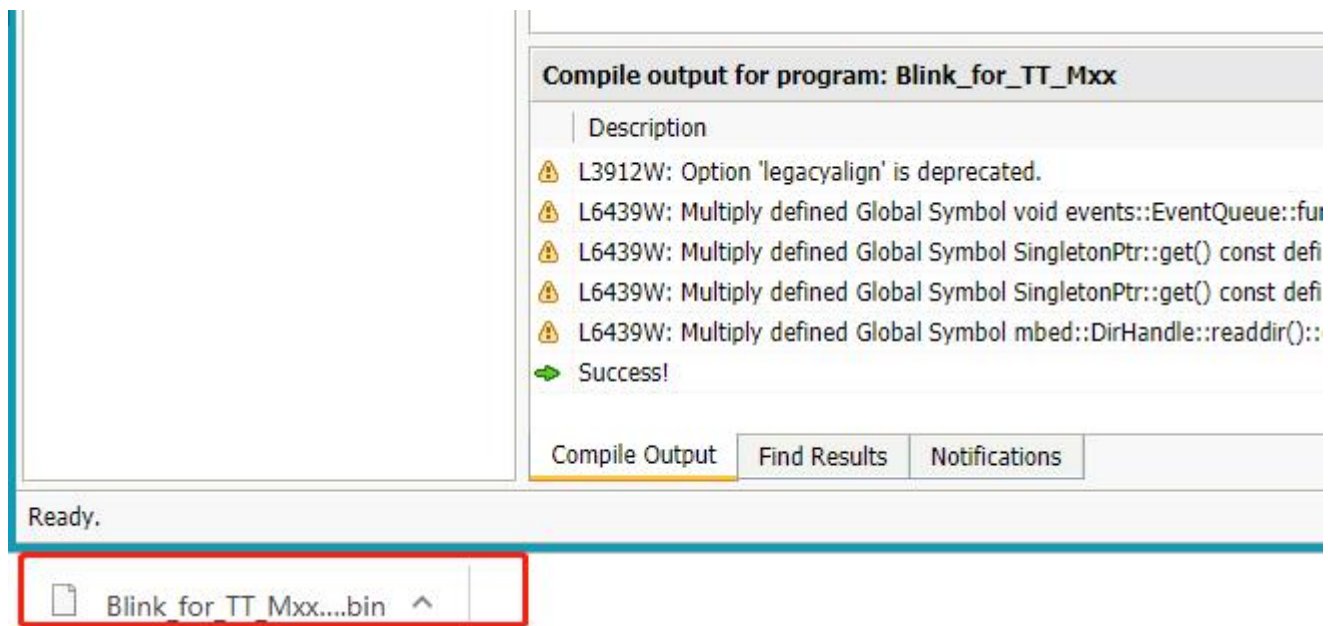 Compile output for program: Blink_for_TT_Mxx
Description
L3912W: Option 'legacyalign' is deprecated.
L6439W: Multiply defined Global Symbol void events::EventQueue::fu
L6439W: Multiply defined Global Symbol SingletonPtr::get() const defi
L6439W: Multiply defined Global Symbol SingletonPtr::get() const defi
L6439W: Multiply defined Global Symbol mbed::DirHandle::readdir()::
Success!
Compile Output Find Results Notifications
Ready.
Blink_for_TT_Mxx....bin